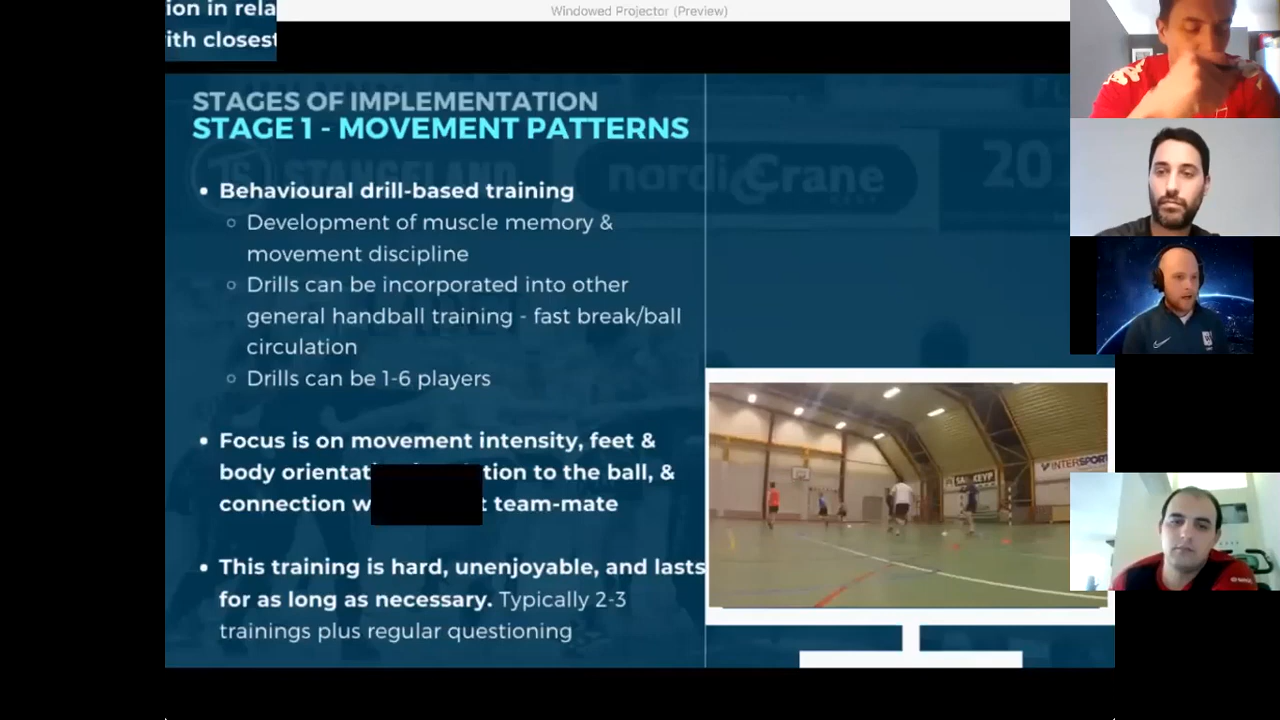 ion in rela
ith closest
Windowed Projector (Preview)
STAGES OF IMPLEMENTATION
STAGE 1 - MOVEMENT PATTERNS
• Behavioural drill-based training
Development of muscle memory &
movement discipline
Drills can be incorporated into other
general handball training - fast break/ball
circulation
Drills can be 1-6 players
• Focus is on movement intensity, feet &
body orientati tion to the ball, &
connection w t team-mate
• This training is hard, unenjoyable, and lasts
for as long as necessary. Typically 2-3
trainings plus regular questioning
STANGELAND
nordic Crane
202
INTERSPORT